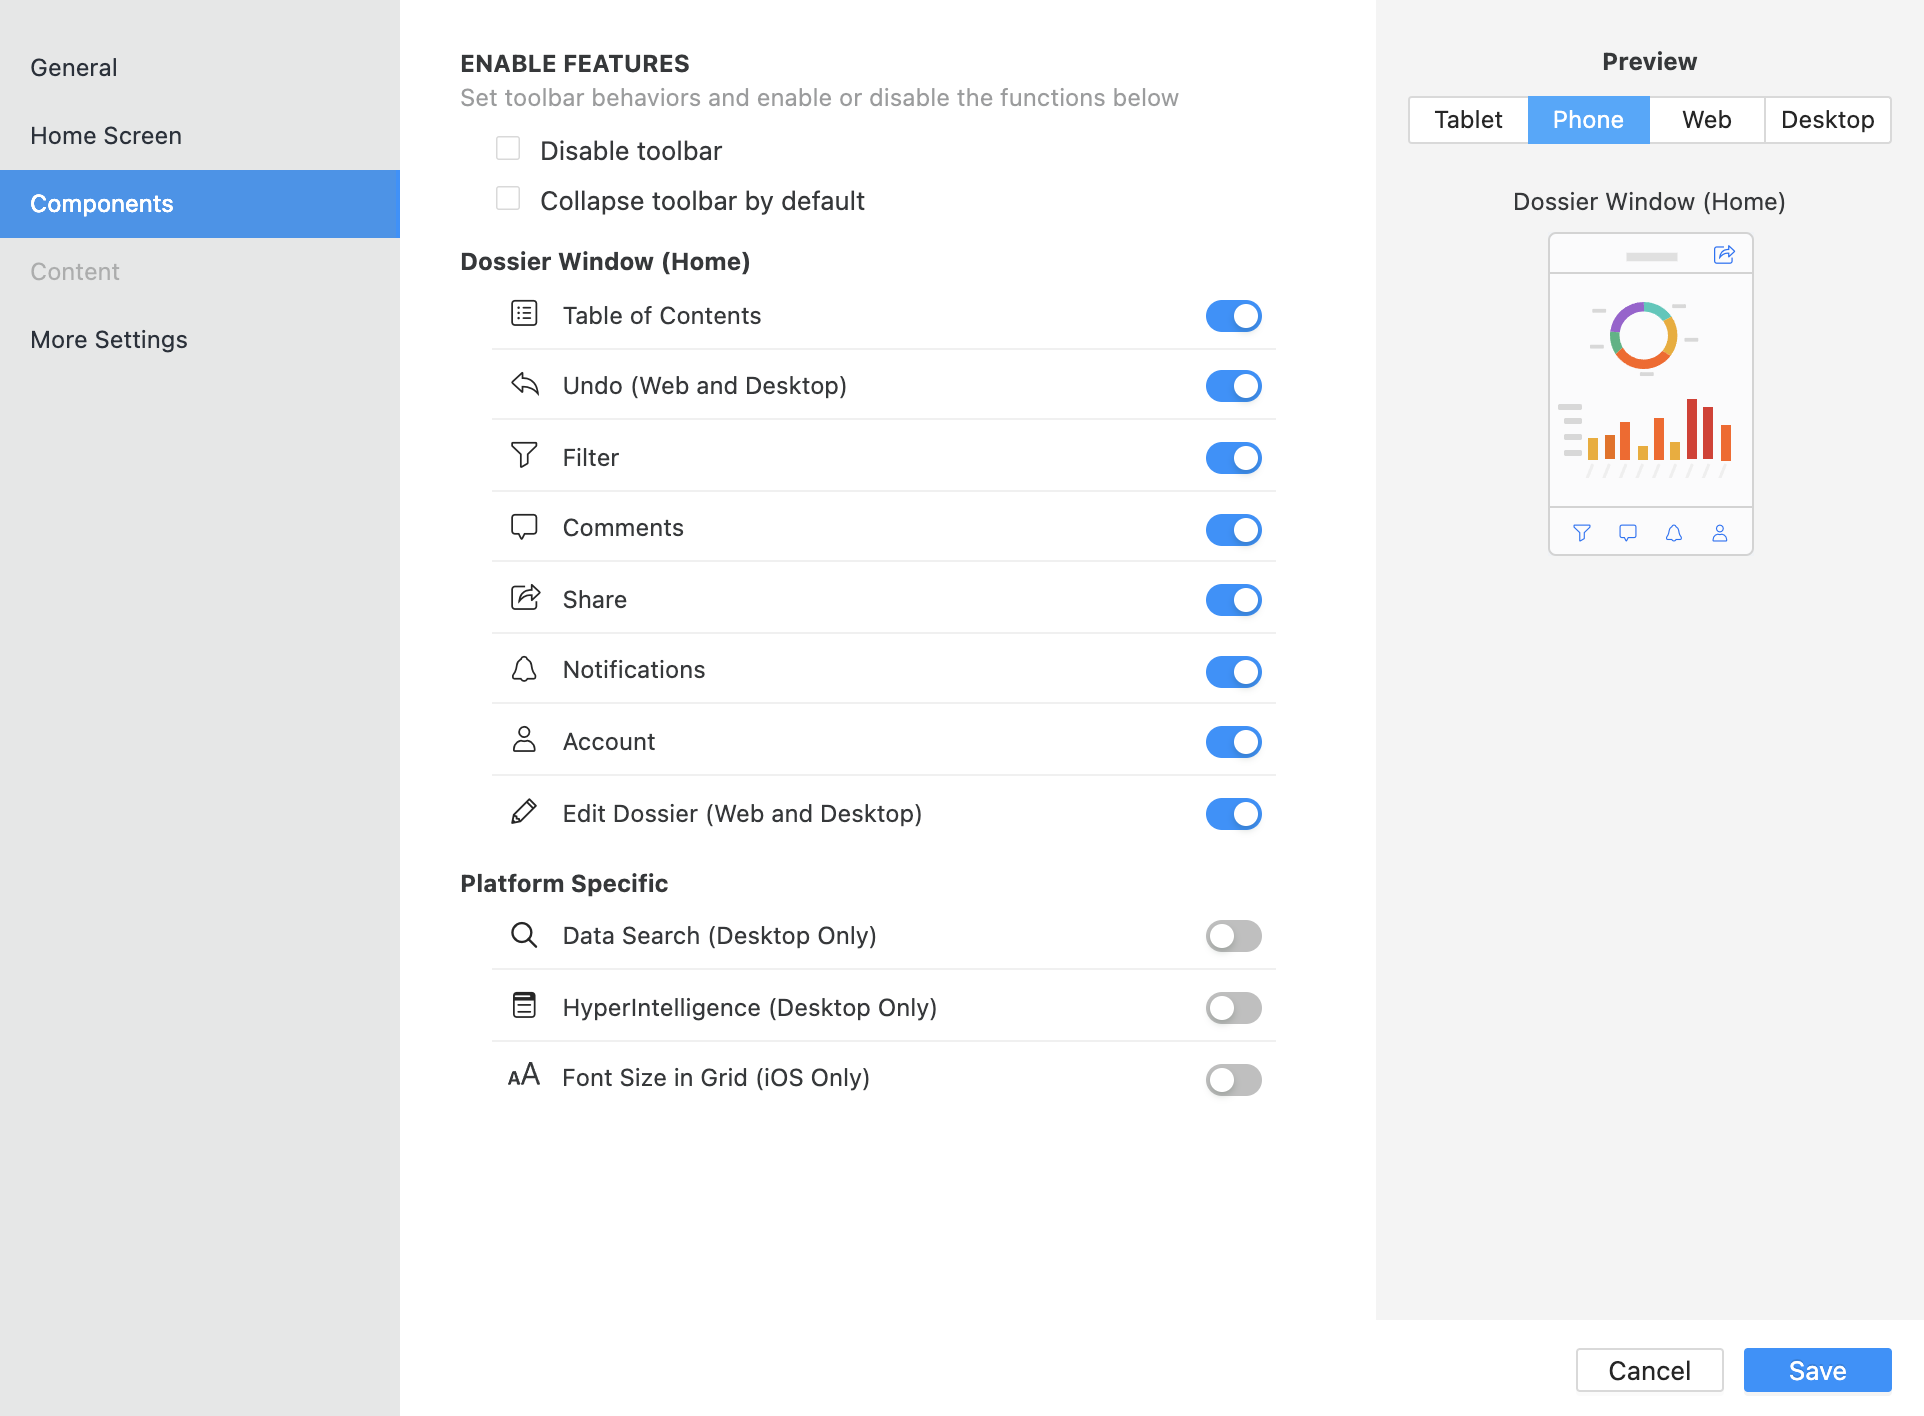 General
Home Screen
Components
Content
More Settings
ENABLE FEATURES
Set toolbar behaviors and enable or disable the functions below
Disable toolbar
Collapse toolbar by default
Dossier Window (Home)
Table of Contents
Undo (Web and Desktop)
Filter
Comments
Share
Notifications
Account
Edit Dossier (Web and Desktop)
Platform Specific
Data Search (Desktop Only)
HyperIntelligence (Desktop Only)
AA Font Size in Grid (iOS Only)
Preview
Tablet Phone Web Desktop
Dossier Window (Home)
Cancel Save